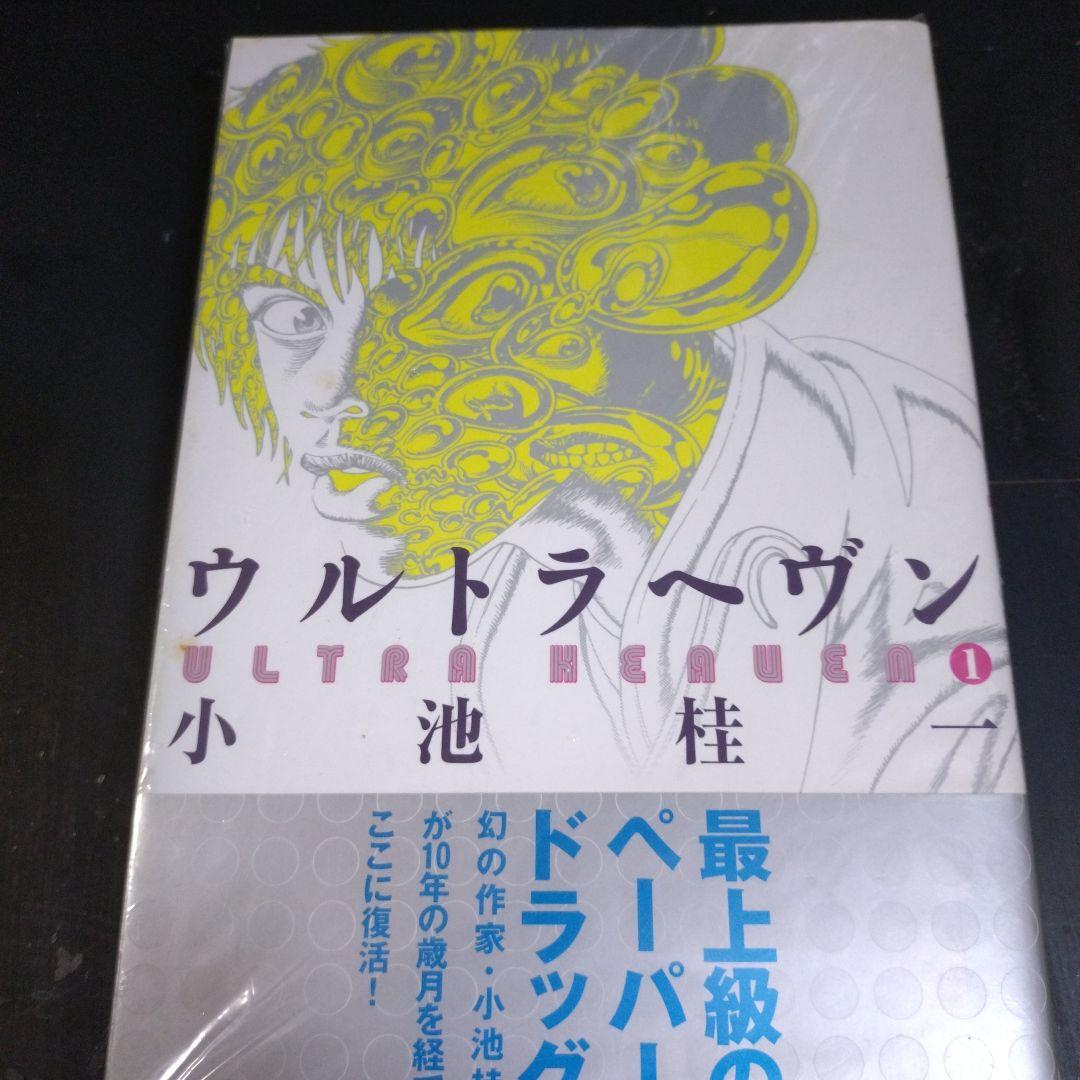 ウルトラヘヴン
ULTRA HEAVEN 1
小池桂一
最上級の
ペーパー
ドラッグ
幻の作家・小池桂
が10年の歳月を経
ここに復活！